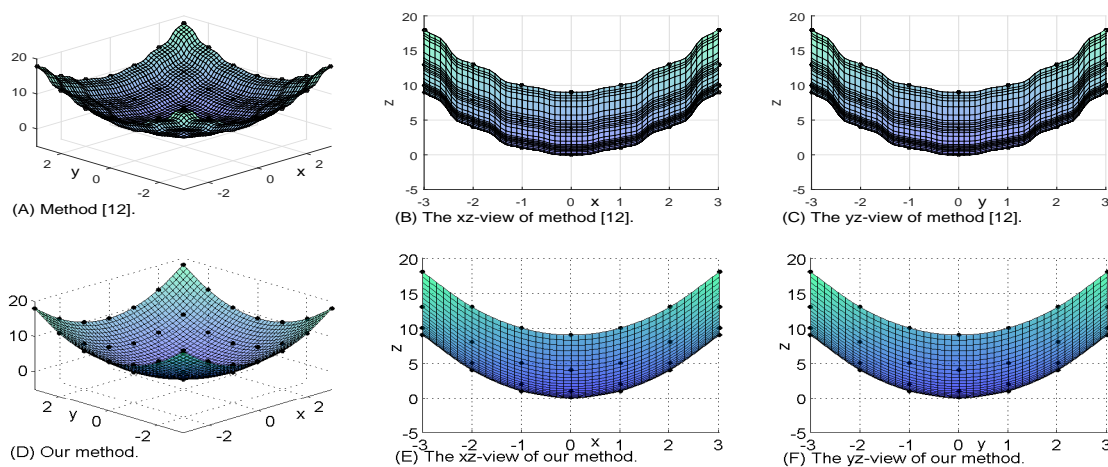 20
10
0
2
0
-2
y
-2
0
2
x
(A) Method [12].
20
15
10
5
0
-5
z
-3 -2 -1 0 1 2 3
x
(B) The xz-view of method [12].
20
15
10
5
0
-5
z
-3 -2 -1 0 1 2 3
y
(C) The yz-view of method [12].
20
10
0
2
0
-2
y
-2
0
2
x
(D) Our method.
20
15
10
5
0
-5
z
-3 -2 -1 0 1 2 3
x
(E) The xz-view of our method.
20
15
10
5
0
-5
z
-3 -2 -1 0 1 2 3
y
(F) The yz-view of our method.